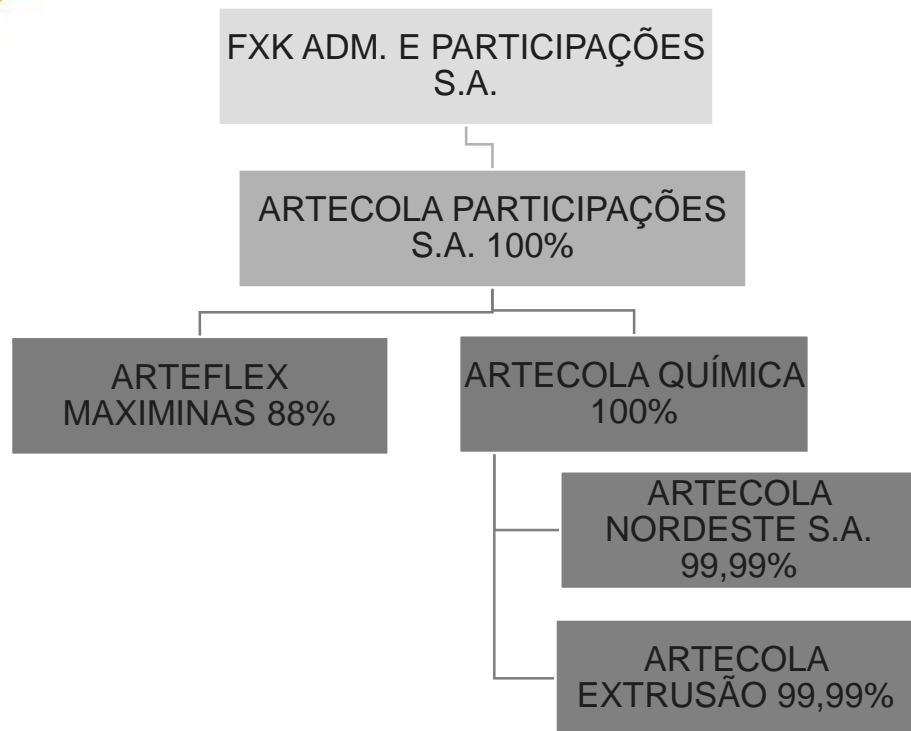 FXK ADM. E PARTICIPAÇÕES
S.A.
ARTECOLA PARTICIPAÇÕES
S.A. 100%
ARTEFLEX
MAXIMINAS 88%
ARTECOLA QUÍMICA
100%
ARTECOLA
NORDESTE S.A.
99,99%
ARTECOLA
EXTRUSÃO 99,99%